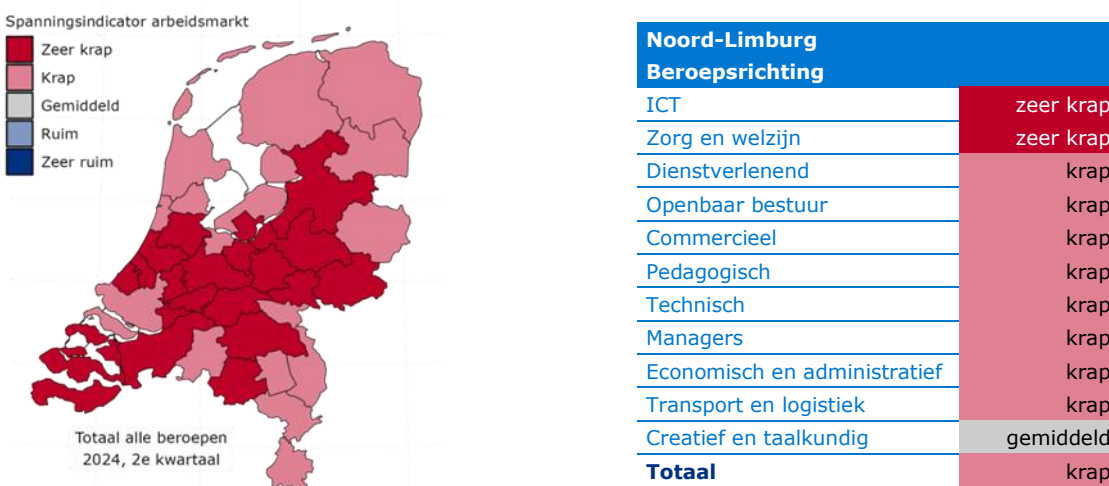 Spanningsindicator arbeidsmarkt
Zeer krap
Krap
Gemiddeld
Ruim
Zeer ruim
Totaal alle beroepen
2024, 2e kwartaal
Noord-Limburg
Beroepsrichting
ICT zeer krap
Zorg en welzijn zeer krap
Dienstverlenend krap
Openbaar bestuur krap
Commercieel krap
Pedagogisch krap
Technisch krap
Managers krap
Economisch en administratief krap
Transport en logistiek krap
Creatief en taalkundig gemiddeld
Totaal krap